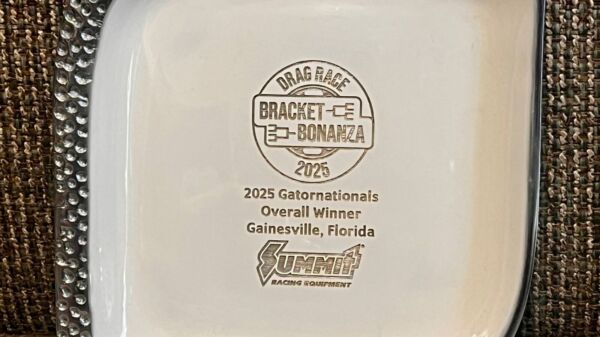 DRAG RACE
BRACKET
BONANZA
2025
2025 Gatornationals
Overall Winner
Gainesville, Florida
SUMMIT
RACING EQUIPMENT